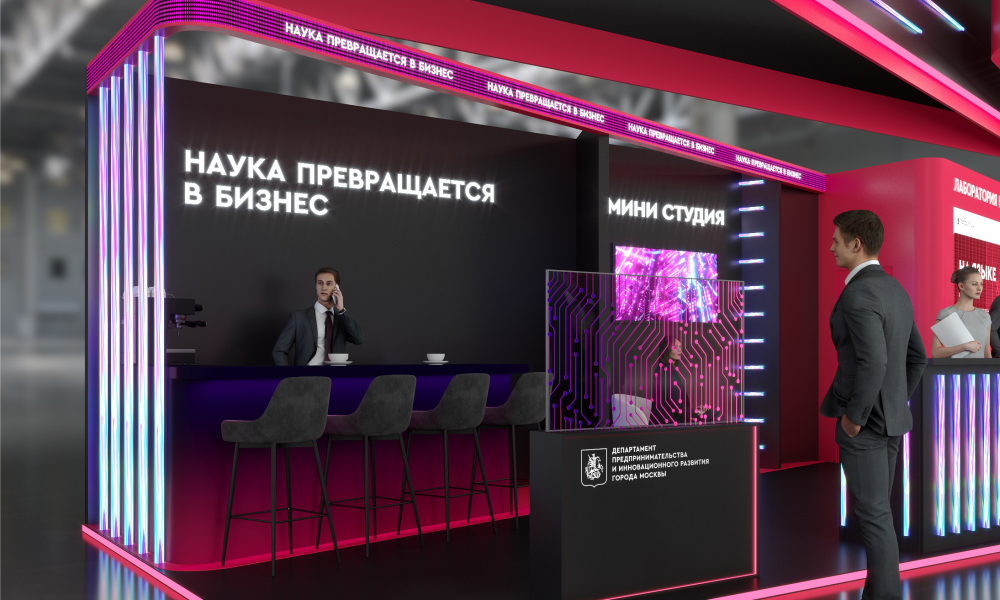 НАУКА ПРЕВРАЩАЕТСЯ В БИЗНЕС
НАУКА ПРЕВРАЩАЕТСЯ В БИЗНЕС
НАУКА ПРЕВРАЩАЕТСЯ В БИЗНЕС
НАУКА ПРЕВРАЩАЕТСЯ В БИЗНЕС
НАУКА ПРЕВРАЩАЕТСЯ
В БИЗНЕС
МИНИ СТУДИЯ
ЛАБОРАТОРИЯ
ДЕПАРТАМЕНТ
ПРЕДПРИНИМАТЕЛЬСТВА
И ИННОВАЦИОННОГО РАЗВИТИЯ
ГОРОДА МОСКВЫ